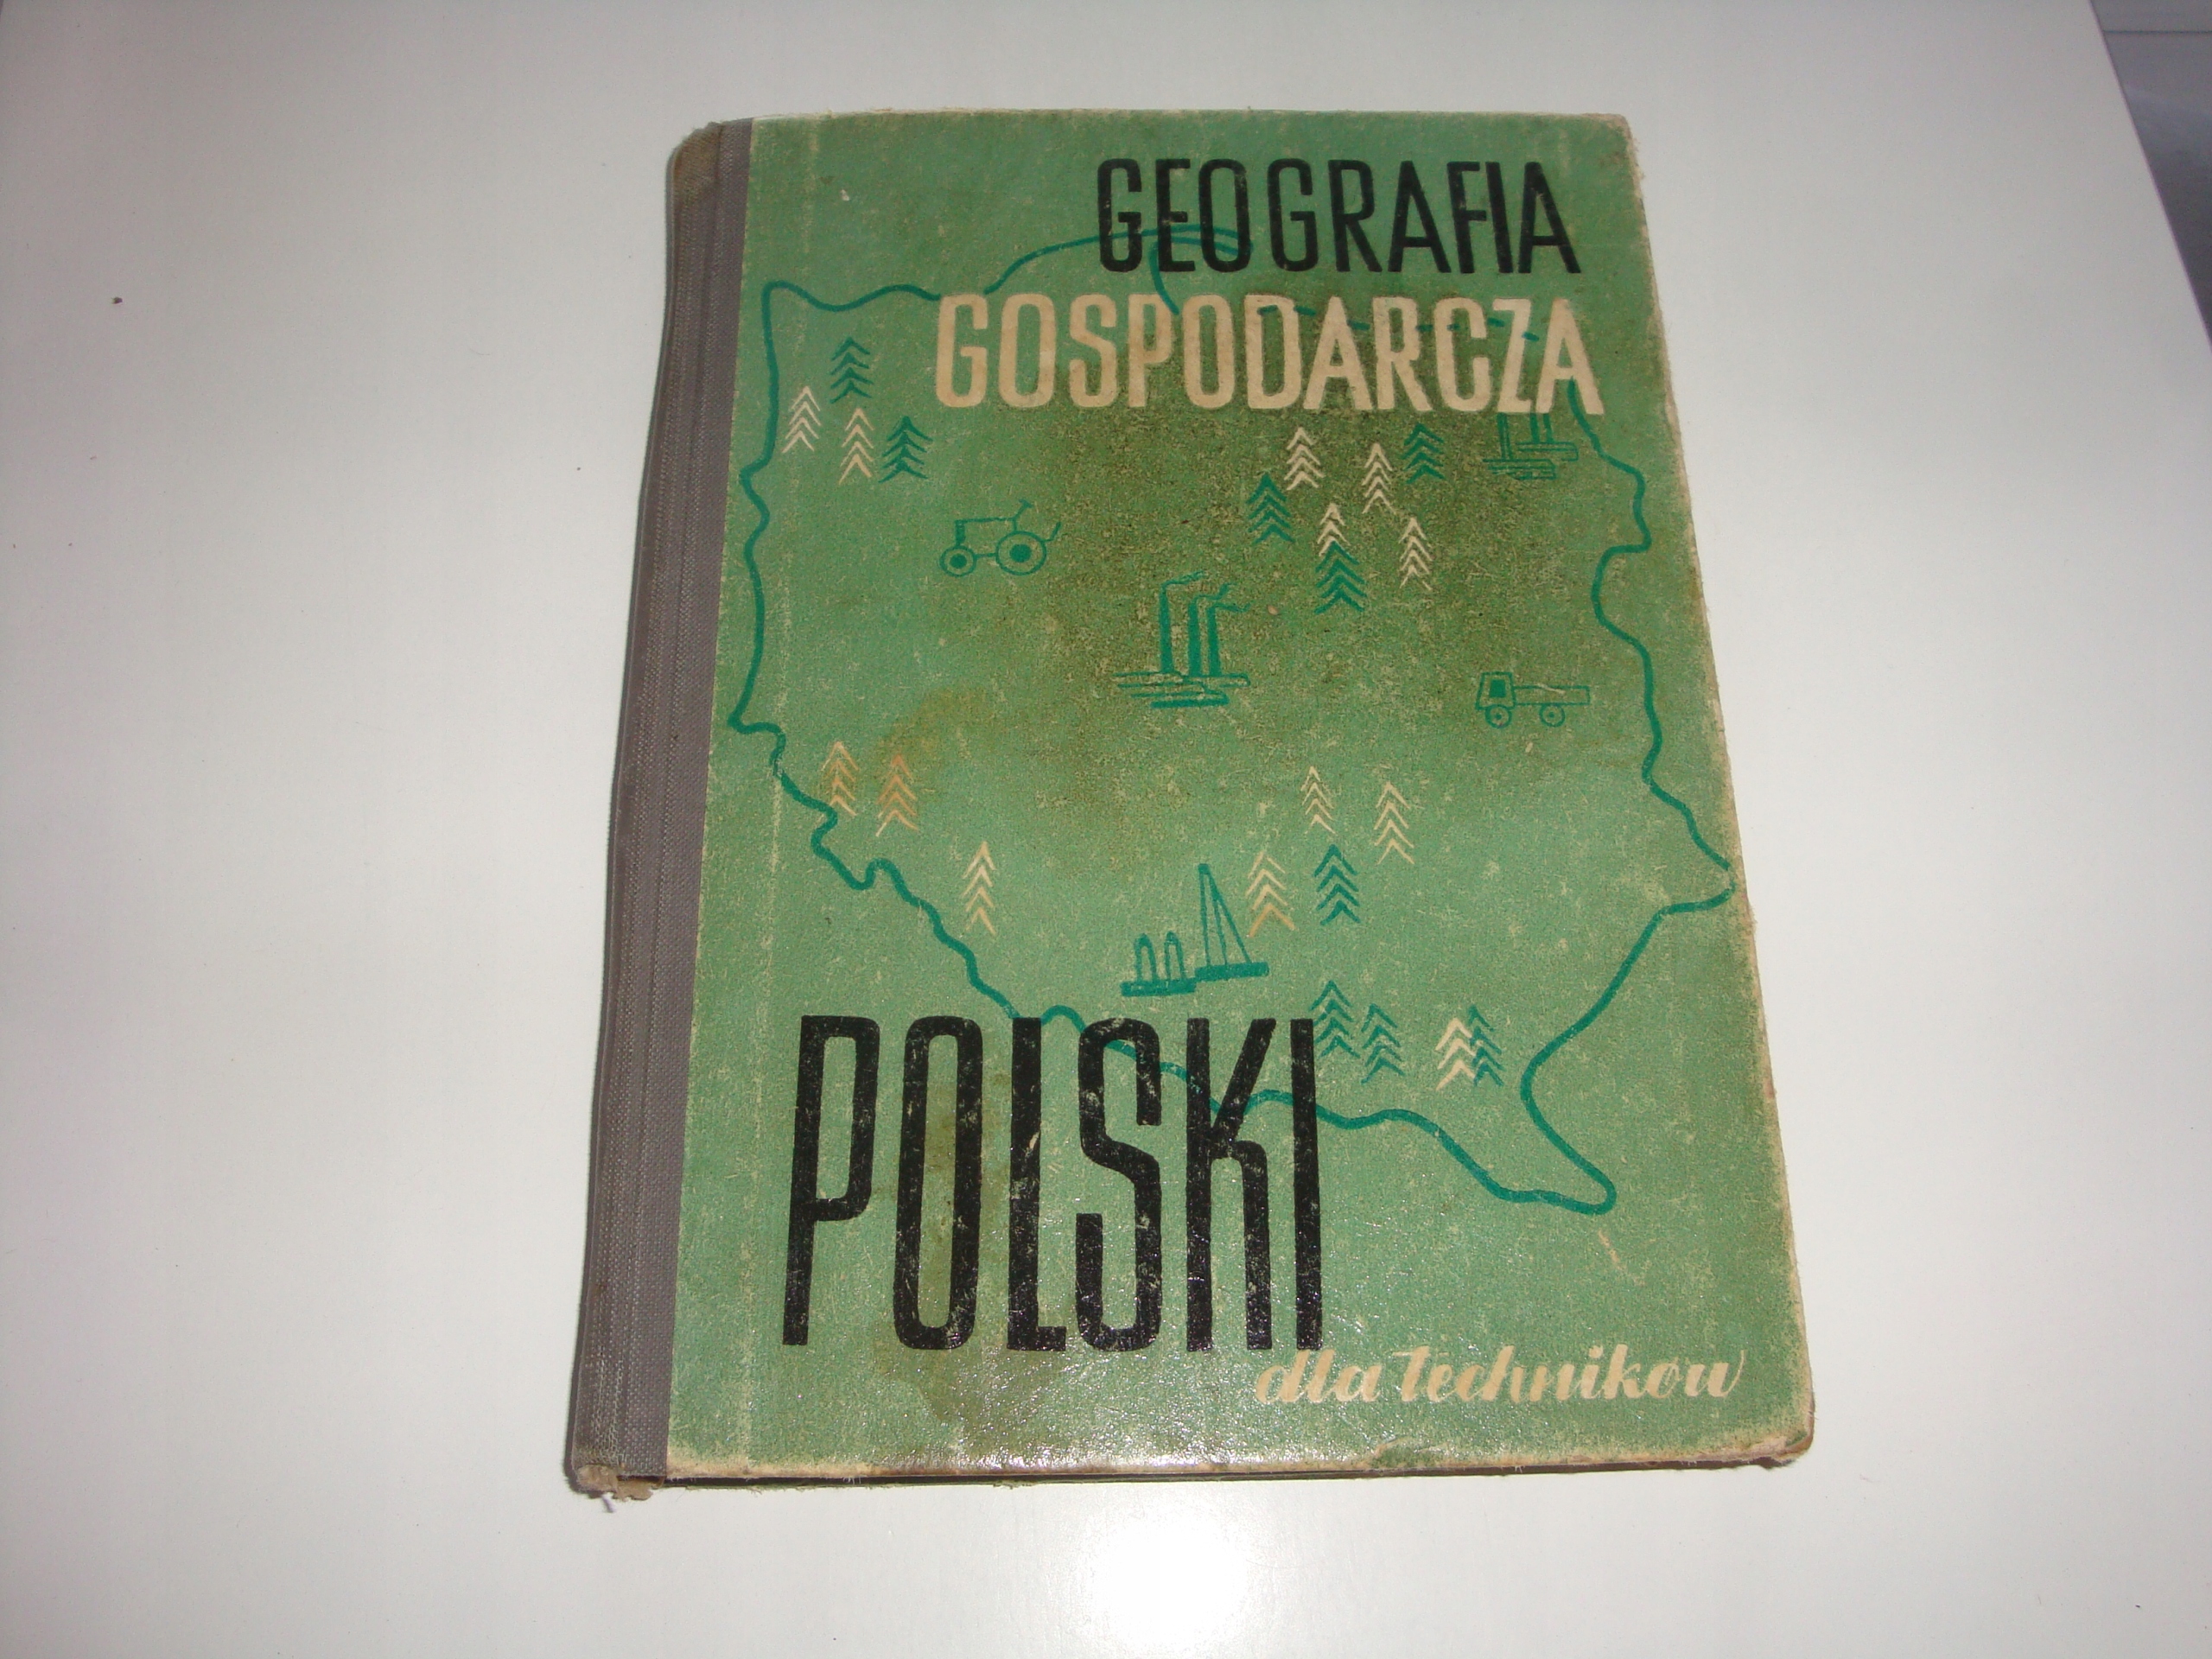 GEOGRAFIA
GOSPODARCZA
POLSKI
dla techników